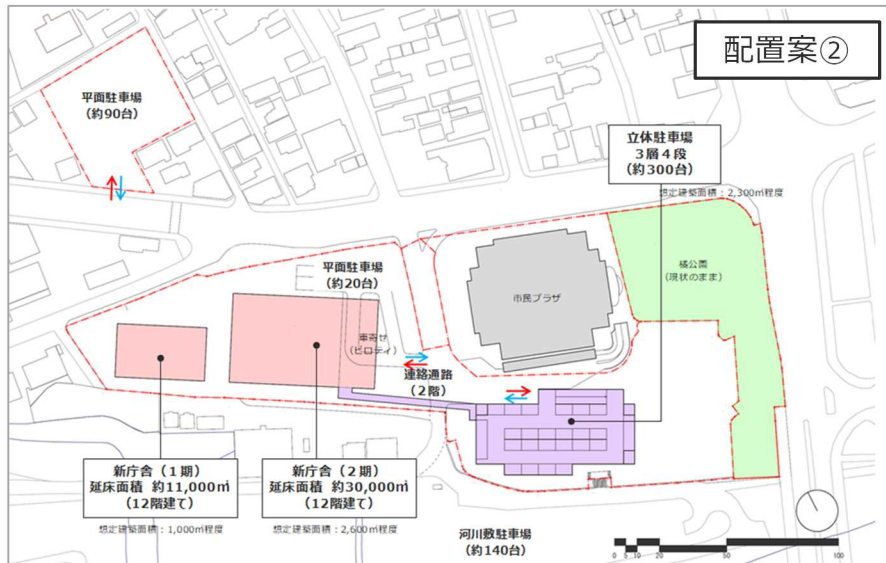 配置案②
平面駐車場
(約90台)
立体駐車場
3層4段
(約300台)
想定建築面積:2,300㎡程度
平面駐車場
(約20台)
橘公園
(現状のまま)
市民プラザ
車寄せ
(ピロティ)
連絡通路
(2階)
新庁舎(1期)
延床面積 約11,000㎡
(12階建て)
想定建築面積:1,000㎡程度
新庁舎(2期)
延床面積 約30,000㎡
(12階建て)
想定建築面積:2,600㎡程度
河川敷駐車場
(約140台)
0 5 10 20 50 100